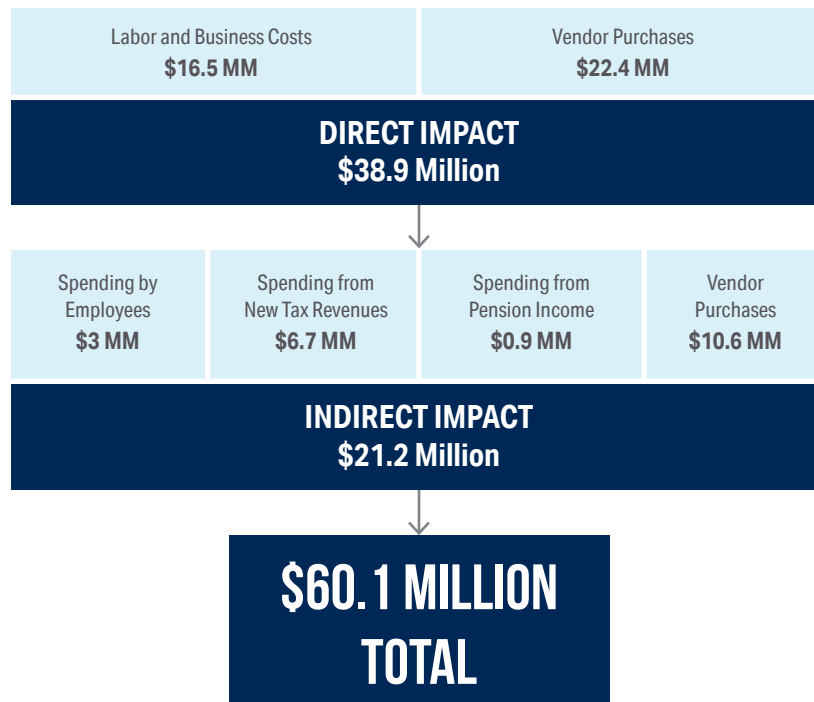 Labor and Business Costs
$16.5 MM
Vendor Purchases
$22.4 MM
DIRECT IMPACT
$38.9 Million
Spending by
Employees
$3 MM
Spending from
New Tax Revenues
$6.7 MM
Spending from
Pension Income
$0.9 MM
Vendor
Purchases
$10.6 MM
INDIRECT IMPACT
$21.2 Million
$60.1 MILLION
TOTAL